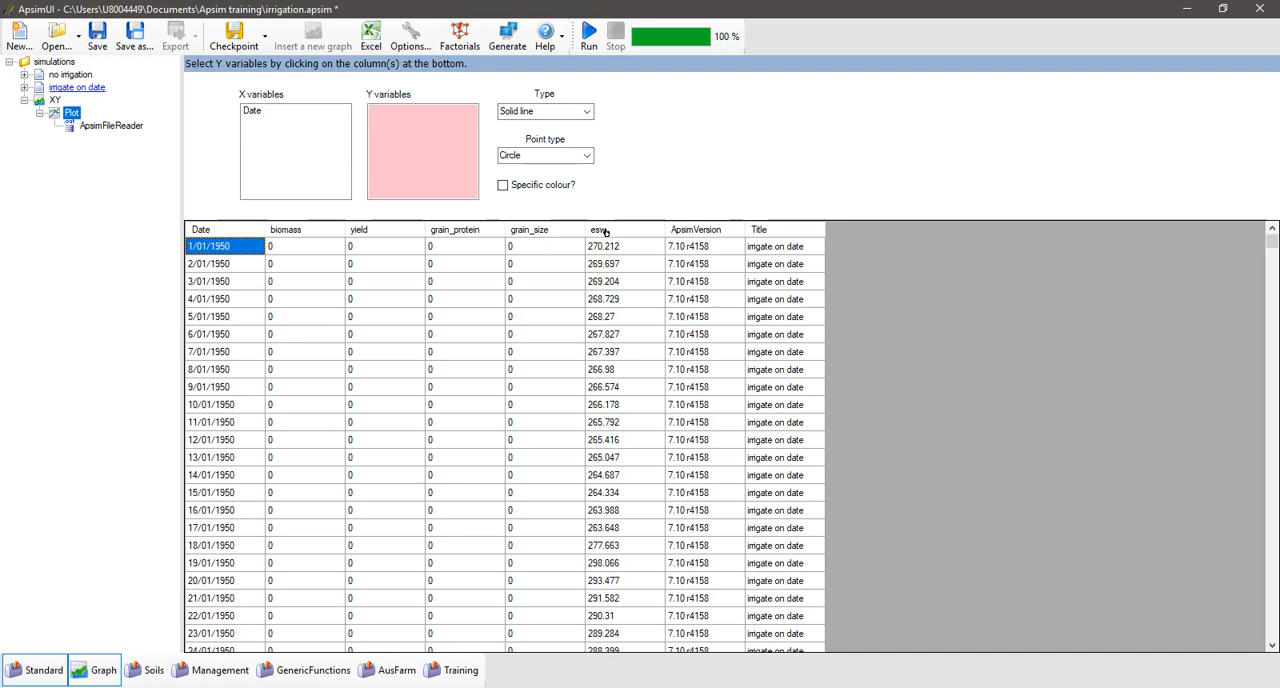 ApsimUI - C:\Users\U8004449\Documents\Apsim training\irrigation.apsim *
New... Open... Save Save as... Export Checkpoint Insert a new graph Excel Options... Factorials Generate Help Run Stop 100 %
simulations
no irrigation
irrigate on date
XY
Plot
ApsimFileReader
Select Y variables by clicking on the column(s) at the bottom.
X variables Y variables Type
Date Solid line
Point type
Circle
Specific colour?
Date biomass yield grain_protein grain_size esw ApsimVersion Title
1/01/1950 0 0 0 0 270.212 7.10 r4158 irrigate on date
2/01/1950 0 0 0 0 269.697 7.10 r4158 irrigate on date
3/01/1950 0 0 0 0 269.204 7.10 r4158 irrigate on date
4/01/1950 0 0 0 0 268.729 7.10 r4158 irrigate on date
5/01/1950 0 0 0 0 268.27 7.10 r4158 irrigate on date
6/01/1950 0 0 0 0 267.827 7.10 r4158 irrigate on date
7/01/1950 0 0 0 0 267.397 7.10 r4158 irrigate on date
8/01/1950 0 0 0 0 266.98 7.10 r4158 irrigate on date
9/01/1950 0 0 0 0 266.574 7.10 r4158 irrigate on date
10/01/1950 0 0 0 0 266.178 7.10 r4158 irrigate on date
11/01/1950 0 0 0 0 265.792 7.10 r4158 irrigate on date
12/01/1950 0 0 0 0 265.416 7.10 r4158 irrigate on date
13/01/1950 0 0 0 0 265.047 7.10 r4158 irrigate on date
14/01/1950 0 0 0 0 264.687 7.10 r4158 irrigate on date
15/01/1950 0 0 0 0 264.334 7.10 r4158 irrigate on date
16/01/1950 0 0 0 0 263.988 7.10 r4158 irrigate on date
17/01/1950 0 0 0 0 263.648 7.10 r4158 irrigate on date
18/01/1950 0 0 0 0 277.663 7.10 r4158 irrigate on date
19/01/1950 0 0 0 0 298.066 7.10 r4158 irrigate on date
20/01/1950 0 0 0 0 293.477 7.10 r4158 irrigate on date
21/01/1950 0 0 0 0 291.582 7.10 r4158 irrigate on date
22/01/1950 0 0 0 0 290.31 7.10 r4158 irrigate on date
23/01/1950 0 0 0 0 289.284 7.10 r4158 irrigate on date
24/01/1950 0 0 0 0 288.399 7.10 r4158 irrigate on date
Standard Graph Soils Management GenericFunctions AusFarm Training